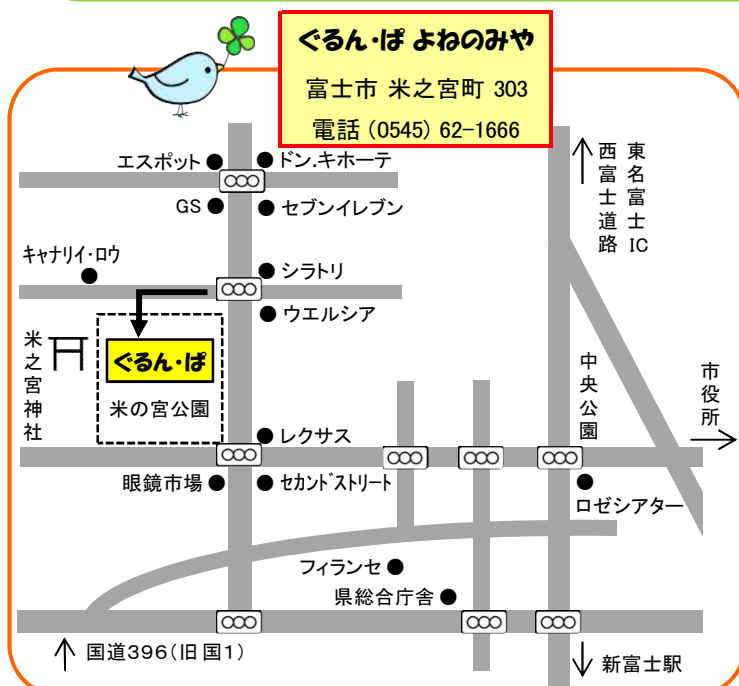 ぐるん・ぱ よねのみや
富士市 米之宮町 303
電話 (0545) 62-1666
エスポット
ドン.キホーテ
GS
セブンイレブン
西富士道路
東名富士IC
キャナリイ・ロウ
シラトリ
ウエルシア
米之宮神社
ぐるん・ぱ
米の宮公園
中央公園
市役所
レクサス
眼鏡市場
セカンドストリート
ロゼシアター
フィランセ
県総合庁舎
国道396(旧国1)
新富士駅